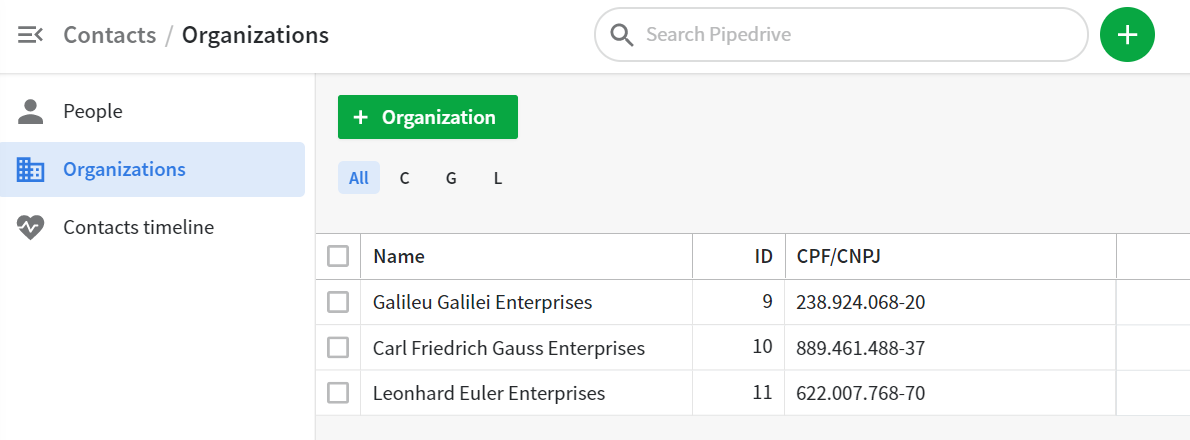 Contacts / Organizations
Search Pipedrive
People
Organizations
Contacts timeline
+ Organization
All C G L
Name ID CPF/CNPJ
Galileu Galilei Enterprises 9 238.924.068-20
Carl Friedrich Gauss Enterprises 10 889.461.488-37
Leonhard Euler Enterprises 11 622.007.768-70